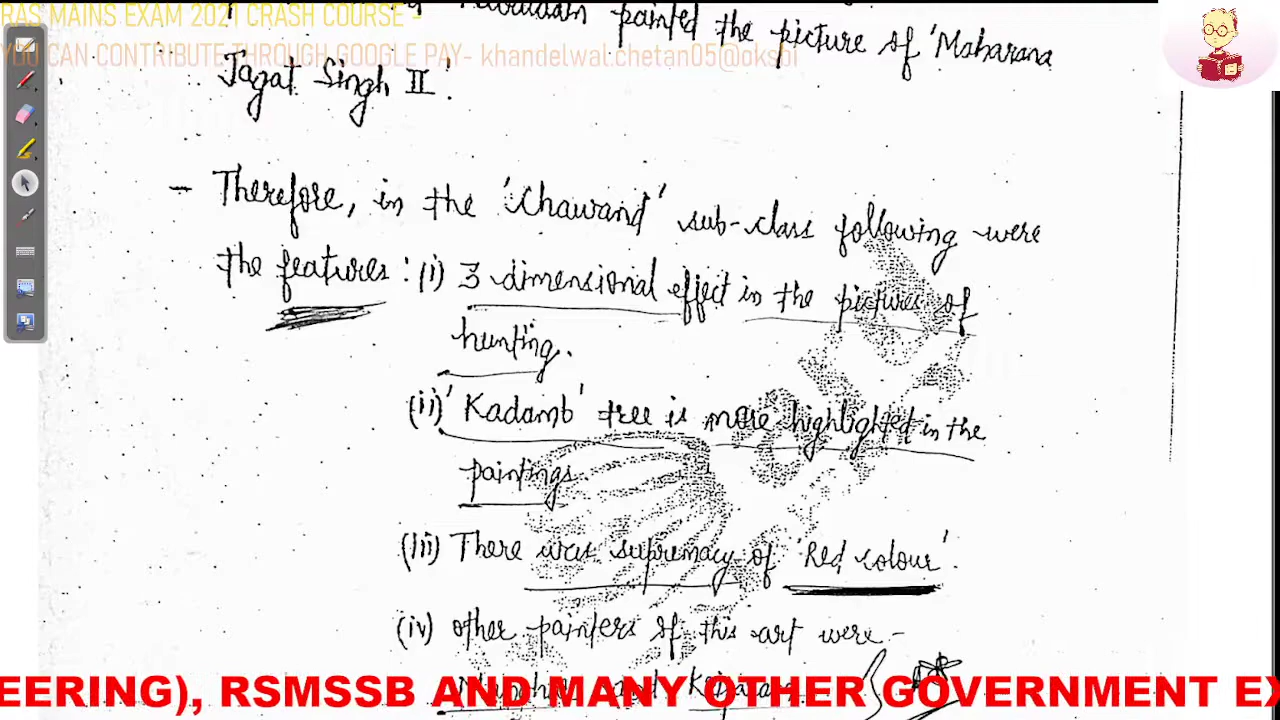 RAS MAINS EXAM 2021 CRASH COURSE -
painted the picture of 'Maharana
YOU CAN CONTRIBUTE THROUGH GOOGLE PAY- khandelwal.chetan05@oksbi
Jagat Singh II'.
- Therefore, in the 'Chawand' sub-class following were
the features: (i) 3 dimensional effect in the pictures of
hunting.
(ii) 'Kadamb' tree is more highlighted in the
paintings
(iii) There was supremacy of 'Red colour'.
(iv) other painters of this art were -
EERING), RSMSSB AND MANY OTHER GOVERNMENT EX